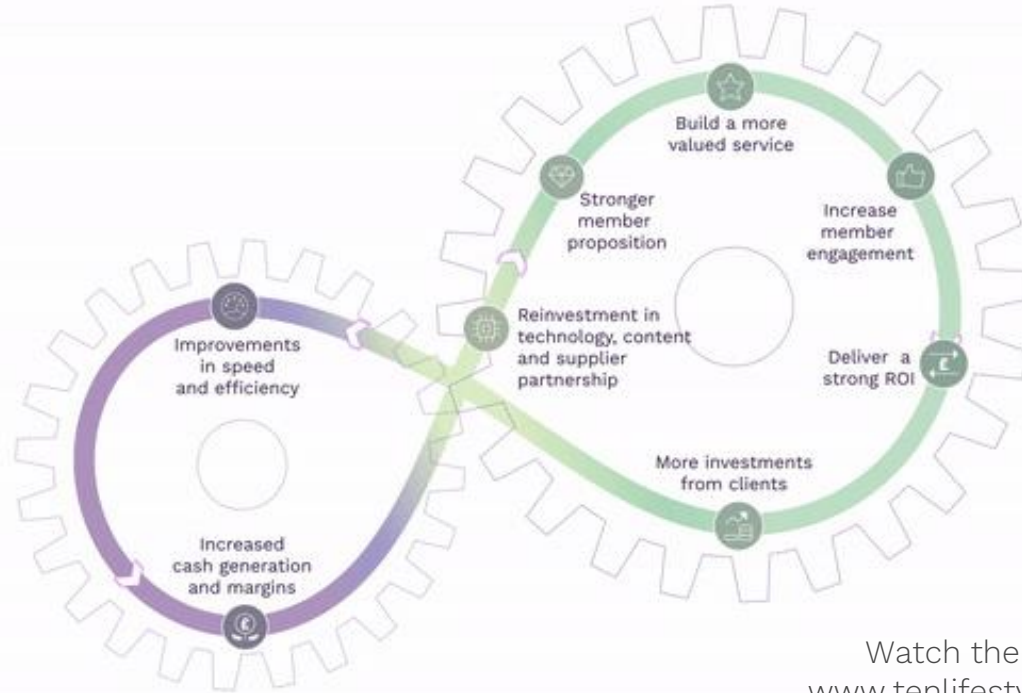 Build a more
valued service
Stronger
member
proposition
Increase
member
engagement
Reinvestment in
technology, content
and supplier
partnership
Deliver a
strong ROI
£
More investments
from clients
Improvements
in speed
and efficiency
Increased
cash generation
and margins
£
Watch the